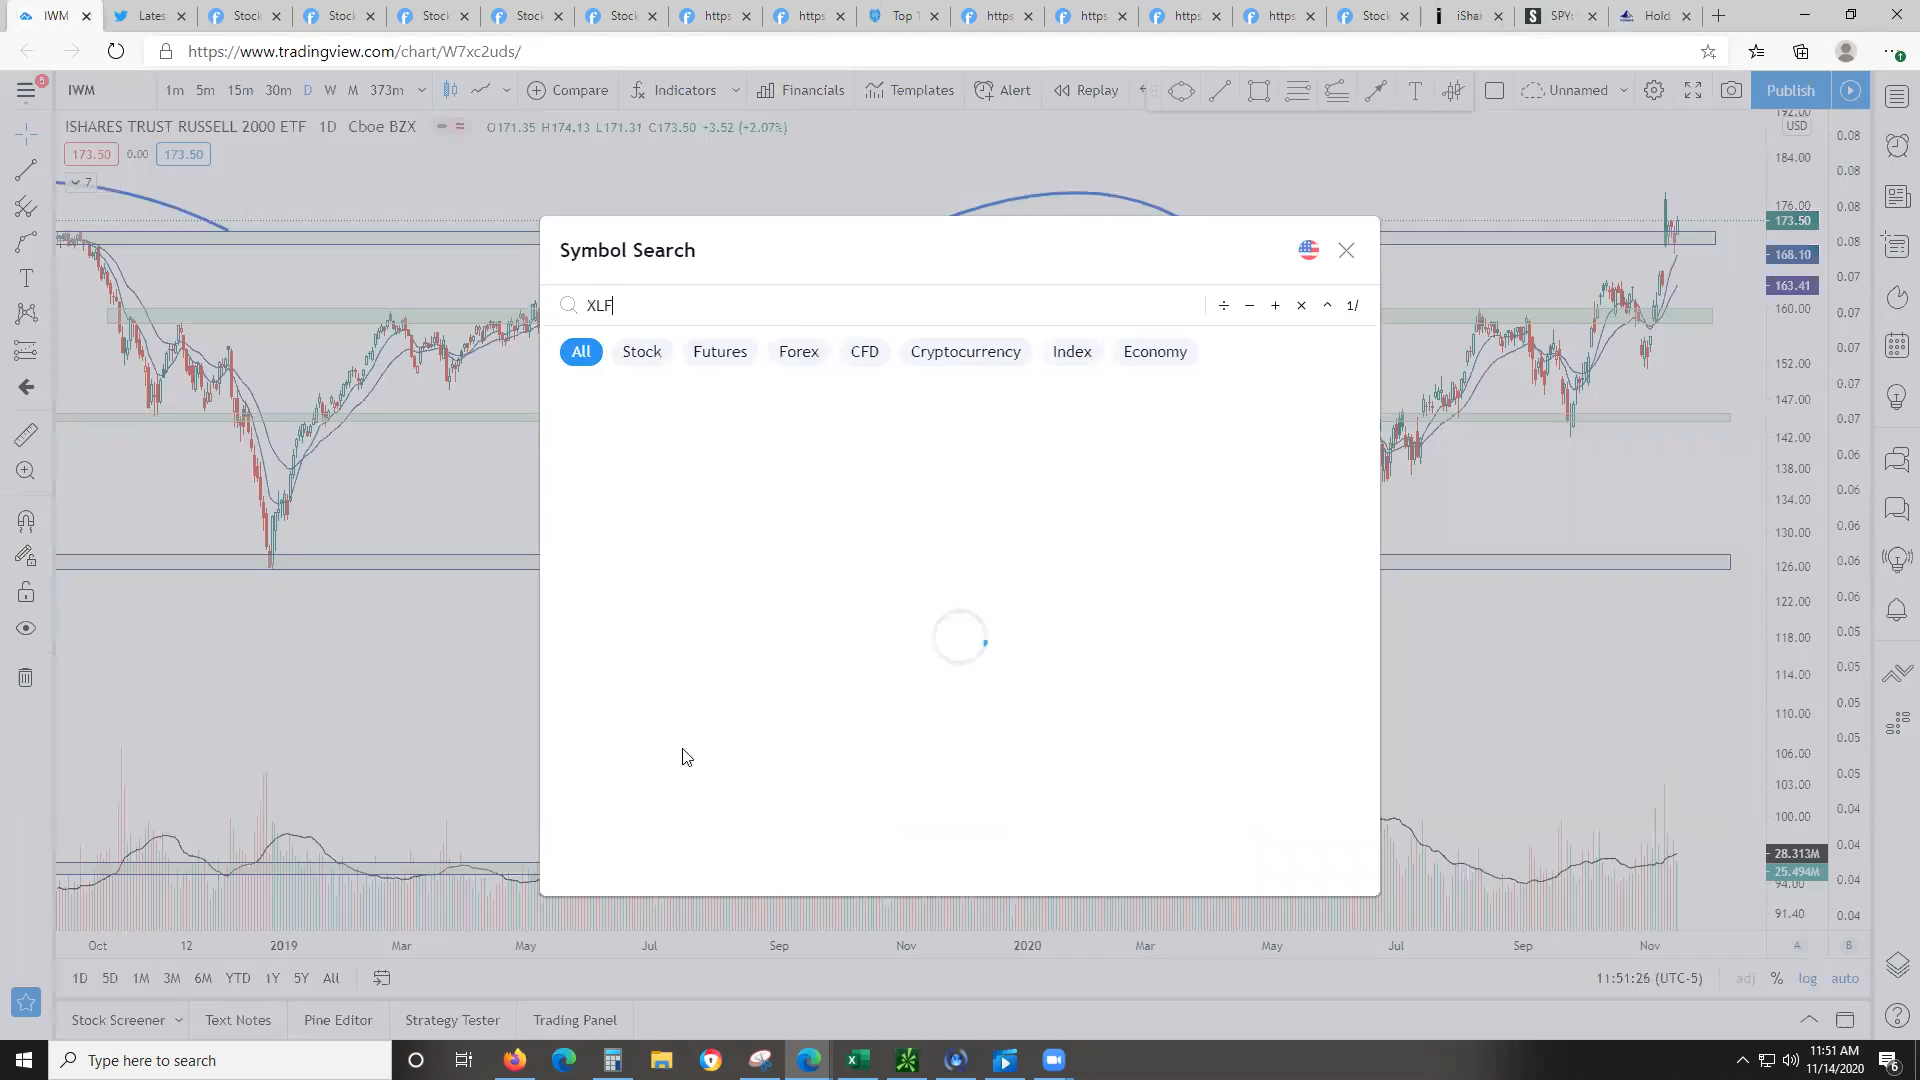 IWM
Lates
Stock
Stock
Stock
Stock
Stock
https
https
Top 1
https
https
https
https
Stock
iSha
SPY:
Hold
https://www.tradingview.com/chart/W7xc2uds/
5
IWM
1m 5m 15m 30m D W M 373m
Compare
Indicators
Financials
Templates
Alert
Replay
T
Unnamed
Publish
ISHARES TRUST RUSSELL 2000 ETF 1D Cboe BZX
O171.35 H174.13 L171.31 C173.50 +3.52 (+2.07%)
173.50 0.00 173.50
7
Symbol Search
XLF
÷ − + × ^ 1/
All Stock Futures Forex CFD Cryptocurrency Index Economy
192.00
USD
184.00
176.00
173.50
168.10
163.41
160.00
152.00
147.00
142.00
138.00
134.00
130.00
126.00
122.00
118.00
114.00
110.00
106.00
103.00
100.00
28.313M
25.494M
94.00
91.40
0.08
0.08
0.08
0.08
0.07
0.07
0.07
0.07
0.07
0.06
0.06
0.06
0.06
0.06
0.05
0.05
0.05
0.05
0.05
0.04
0.04
0.04
0.04
Oct 12 2019 Mar May Jul Sep Nov 2020 Mar May Jul Sep Nov
A B
1D 5D 1M 3M 6M YTD 1Y 5Y All
11:51:26 (UTC-5) adj % log auto
Stock Screener Text Notes Pine Editor Strategy Tester Trading Panel
Type here to search
11:51 AM
11/14/2020
6